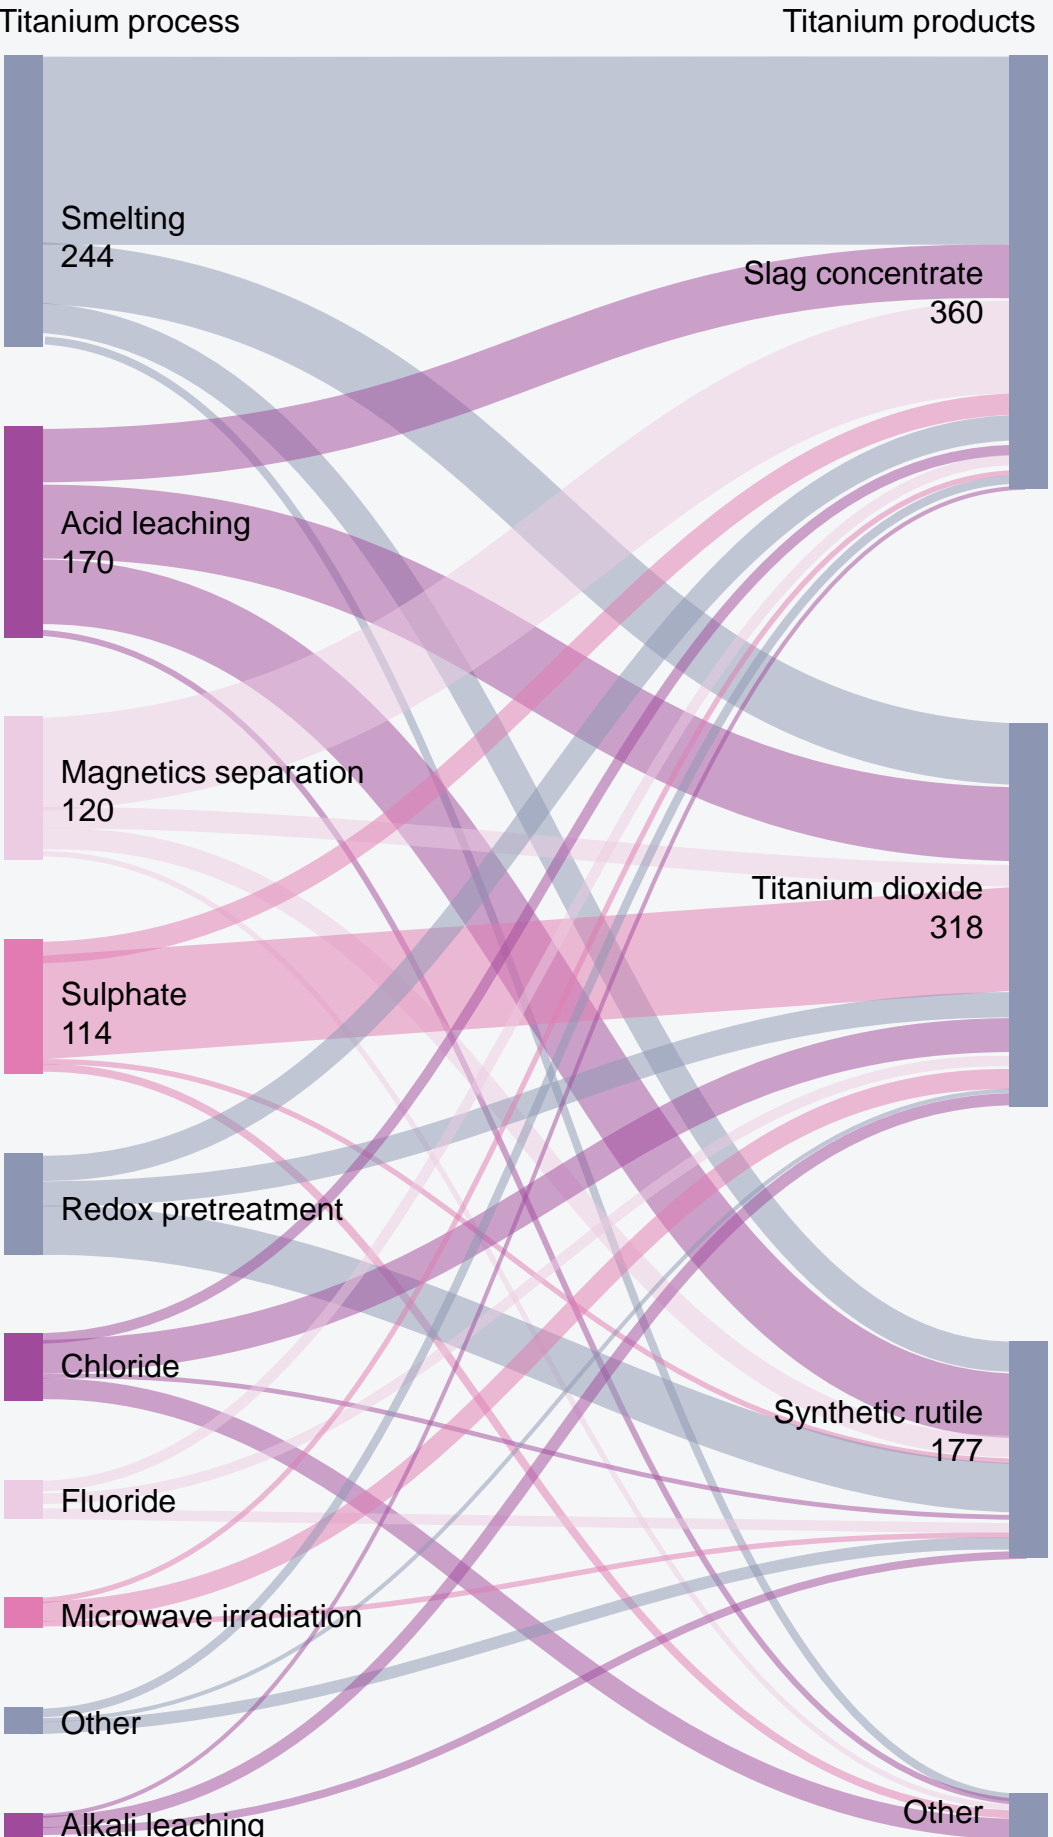 Titanium process
Titanium products
Smelting
244
Slag concentrate
360
Acid leaching
170
Magnetics separation
120
Titanium dioxide
318
Sulphate
114
Redox pretreatment
Chloride
Synthetic rutile
177
Fluoride
Microwave irradiation
Other
Other
Alkali leaching